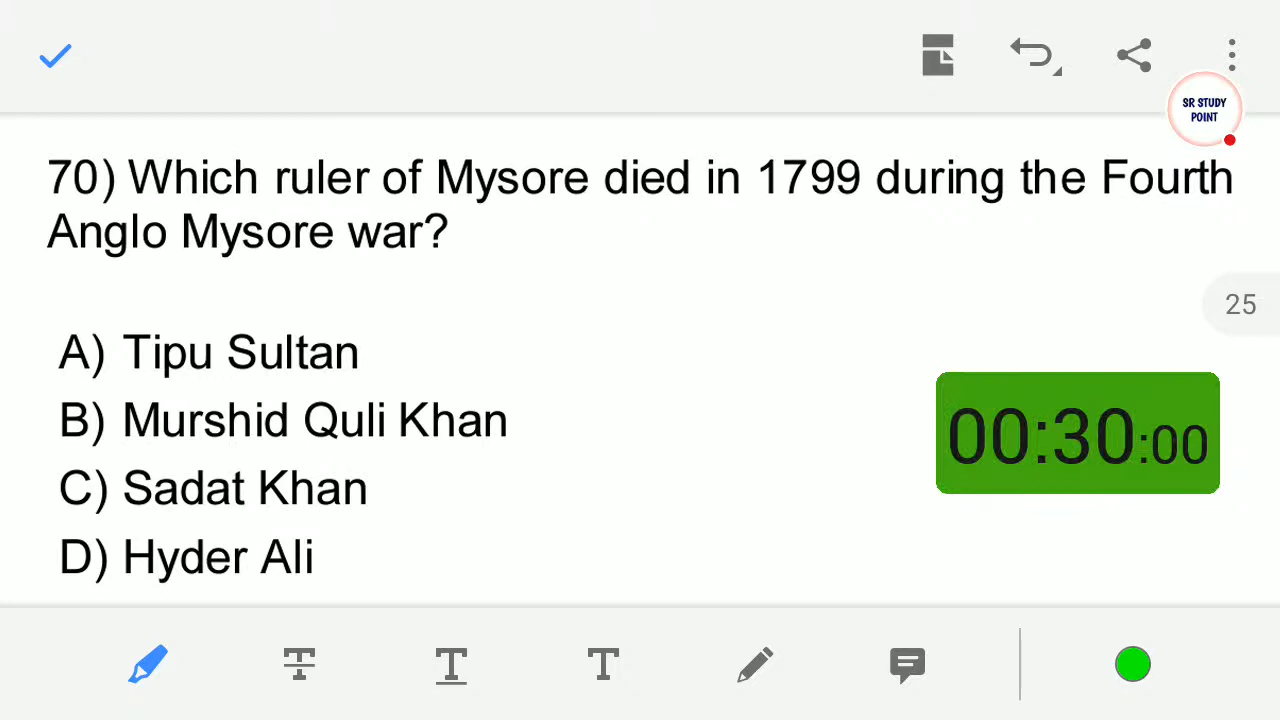 SR STUDY
POINT
70) Which ruler of Mysore died in 1799 during the Fourth
Anglo Mysore war?
25
A) Tipu Sultan
B) Murshid Quli Khan
C) Sadat Khan
D) Hyder Ali
00:30:00